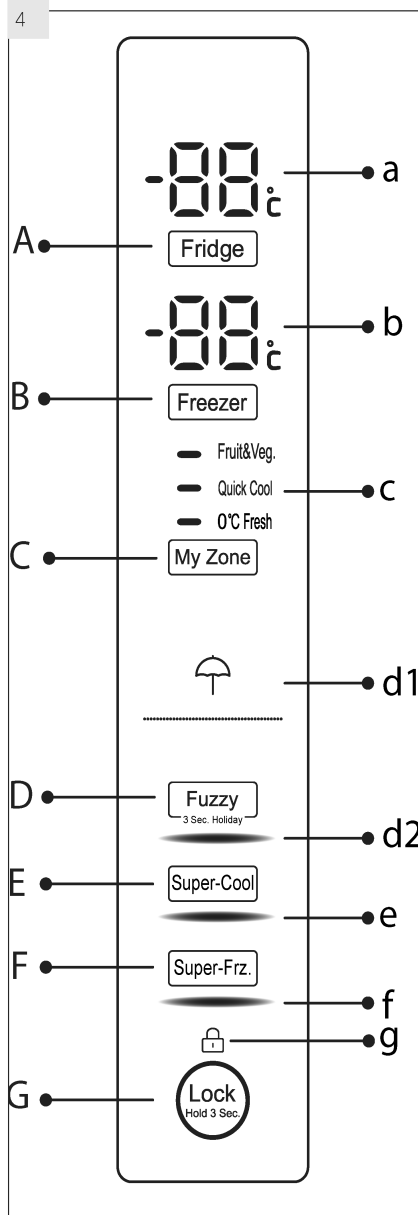 4
-88°C
a
A
Fridge
-88°C
b
B
Freezer
Fruit&Veg.
Quick Cool
c
0°C Fresh
C
My Zone
d1
D
Fuzzy
3 Sec. Holiday
d2
E
Super-Cool
e
F
Super-Frz.
f
g
G
Lock
Hold 3 Sec.